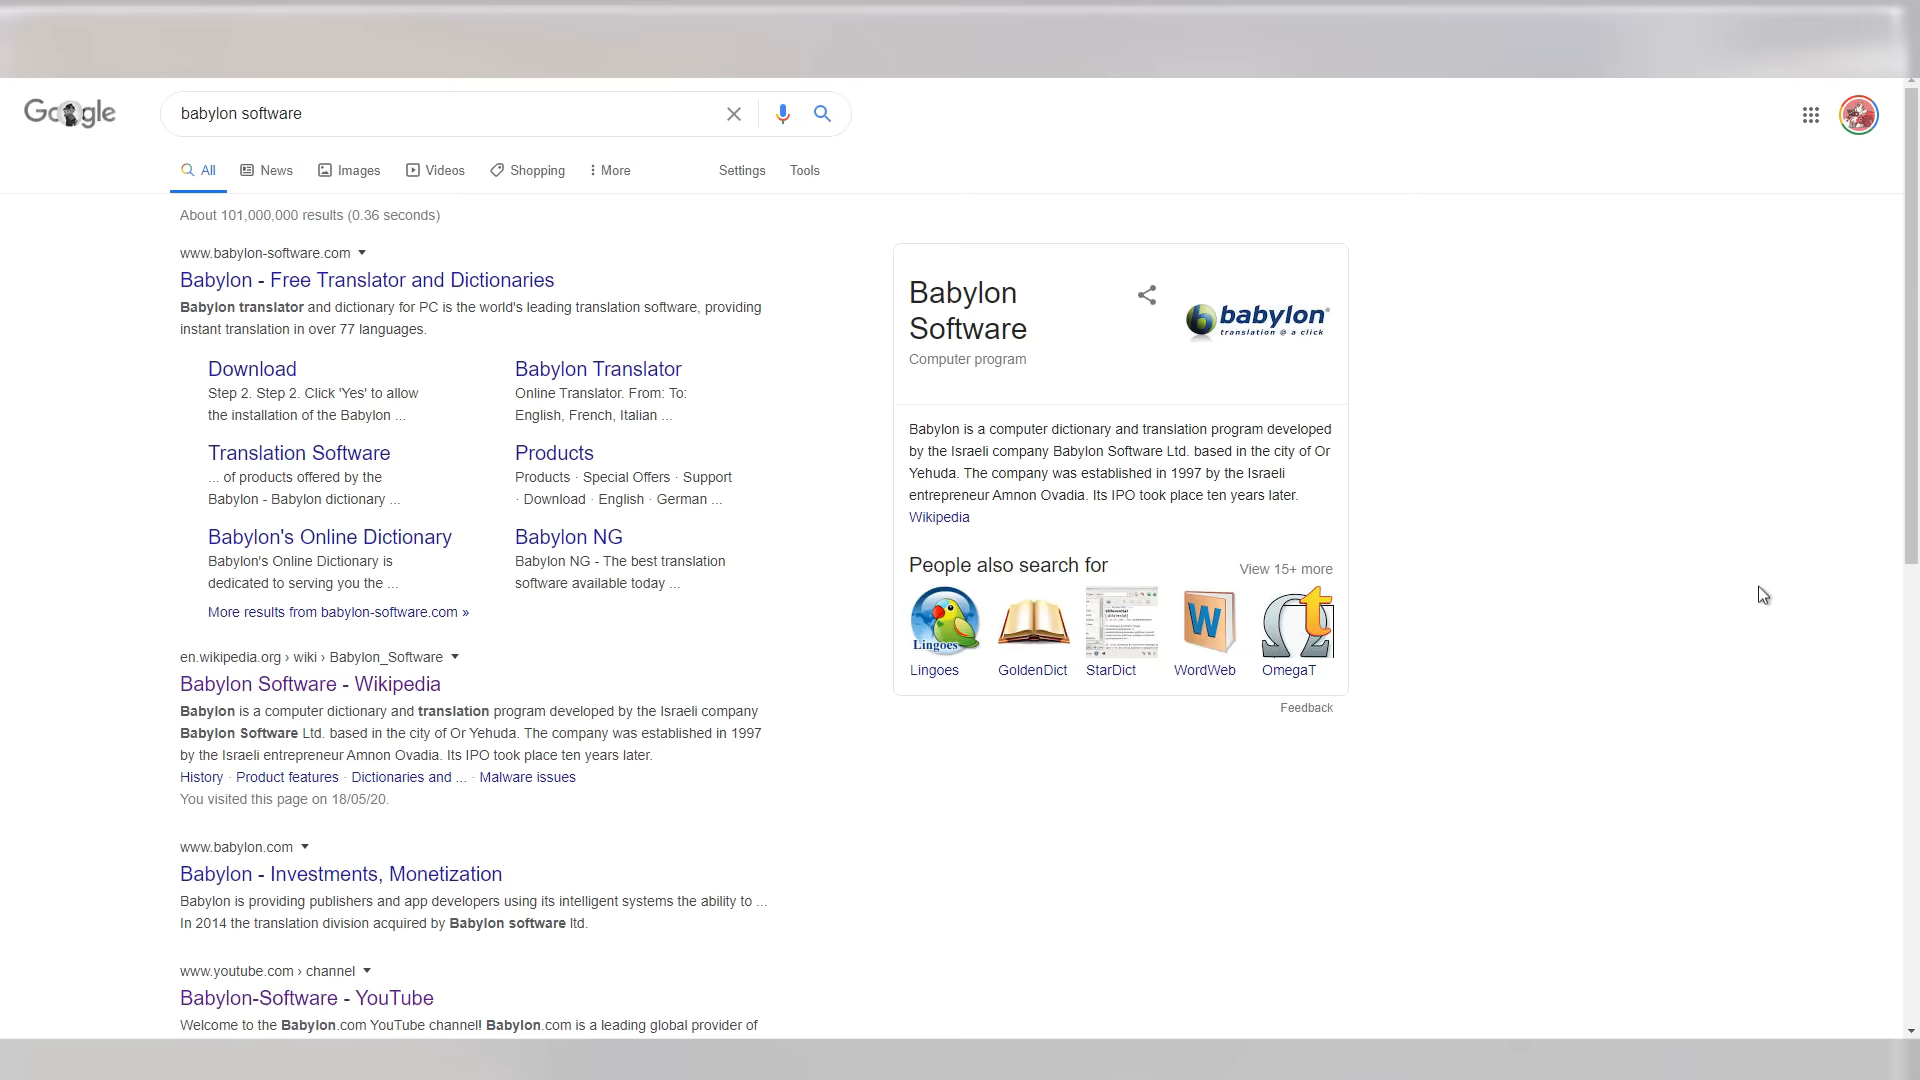 Google
babylon software
All News Images Videos Shopping More Settings Tools
About 101,000,000 results (0.36 seconds)
www.babylon-software.com
Babylon - Free Translator and Dictionaries
Babylon translator and dictionary for PC is the world's leading translation software, providing
instant translation in over 77 languages.
Download
Step 2. Step 2. Click 'Yes' to allow
the installation of the Babylon ...
Babylon Translator
Online Translator. From: To:
English, French, Italian ...
Translation Software
... of products offered by the
Babylon - Babylon dictionary ...
Products
Products · Special Offers · Support
· Download · English · German ...
Babylon's Online Dictionary
Babylon's Online Dictionary is
dedicated to serving you the ...
Babylon NG
Babylon NG - The best translation
software available today ...
More results from babylon-software.com »
en.wikipedia.org › wiki › Babylon_Software
Babylon Software - Wikipedia
Babylon is a computer dictionary and translation program developed by the Israeli company
Babylon Software Ltd. based in the city of Or Yehuda. The company was established in 1997
by the Israeli entrepreneur Amnon Ovadia. Its IPO took place ten years later.
History · Product features · Dictionaries and ... · Malware issues
You visited this page on 18/05/20.
www.babylon.com
Babylon - Investments, Monetization
Babylon is providing publishers and app developers using its intelligent systems the ability to ...
In 2014 the translation division acquired by Babylon software ltd.
www.youtube.com › channel
Babylon-Software - YouTube
Welcome to the Babylon.com YouTube channel! Babylon.com is a leading global provider of
Babylon
Software
Computer program
babylon®
translation @ a click
Babylon is a computer dictionary and translation program developed
by the Israeli company Babylon Software Ltd. based in the city of Or
Yehuda. The company was established in 1997 by the Israeli
entrepreneur Amnon Ovadia. Its IPO took place ten years later.
Wikipedia
People also search for
View 15+ more
Lingoes
W
Lingoes GoldenDict StarDict WordWeb OmegaT
Feedback